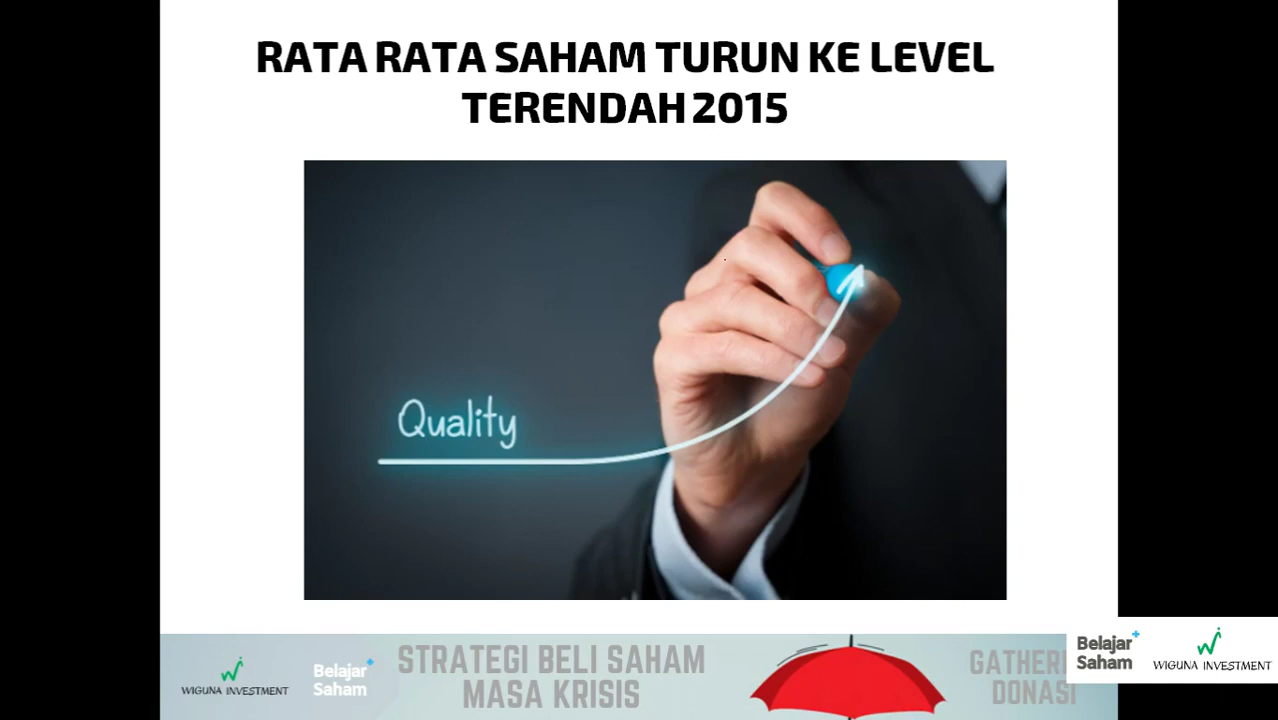 RATA RATA SAHAM TURUN KE LEVEL
TERENDAH 2015
Quality
WIGUNA INVESTMENT
Belajar+
Saham
STRATEGI BELI SAHAM
MASA KRISIS
DONASI
Belajar+
Saham
WIGUNA INVESTMENT